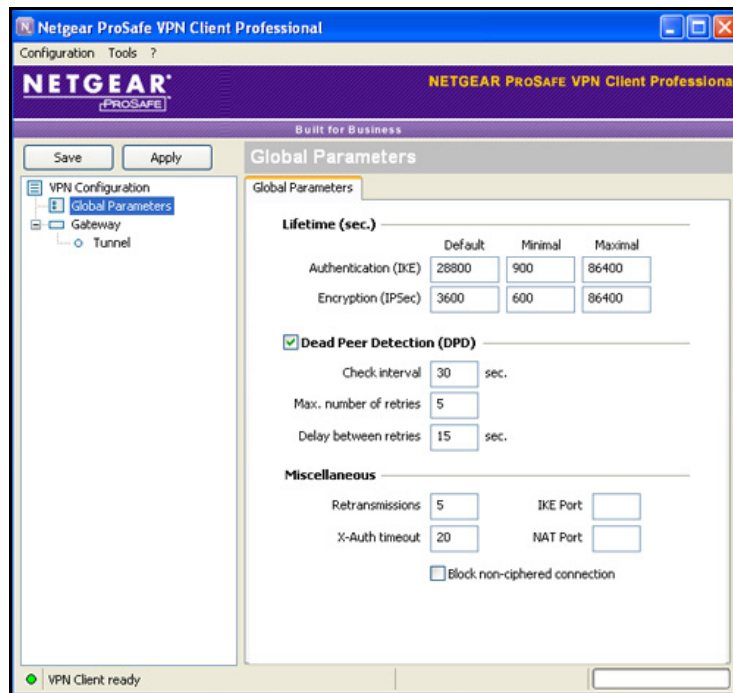 Netgear ProSafe VPN Client Professional
Configuration Tools ?
NETGEAR
PROSAFE
NETGEAR PROSAFE VPN Client Professiona
Built for Business
Save Apply
Global Parameters
VPN Configuration
Global Parameters
Gateway
Tunnel
Global Parameters
Lifetime (sec.)
Default Minimal Maximal
Authentication (IKE) 28800 900 86400
Encryption (IPSec) 3600 600 86400
Dead Peer Detection (DPD)
Check interval 30 sec.
Max. number of retries 5
Delay between retries 15 sec.
Miscellaneous
Retransmissions 5 IKE Port
X-Auth timeout 20 NAT Port
Block non-ciphered connection
VPN Client ready